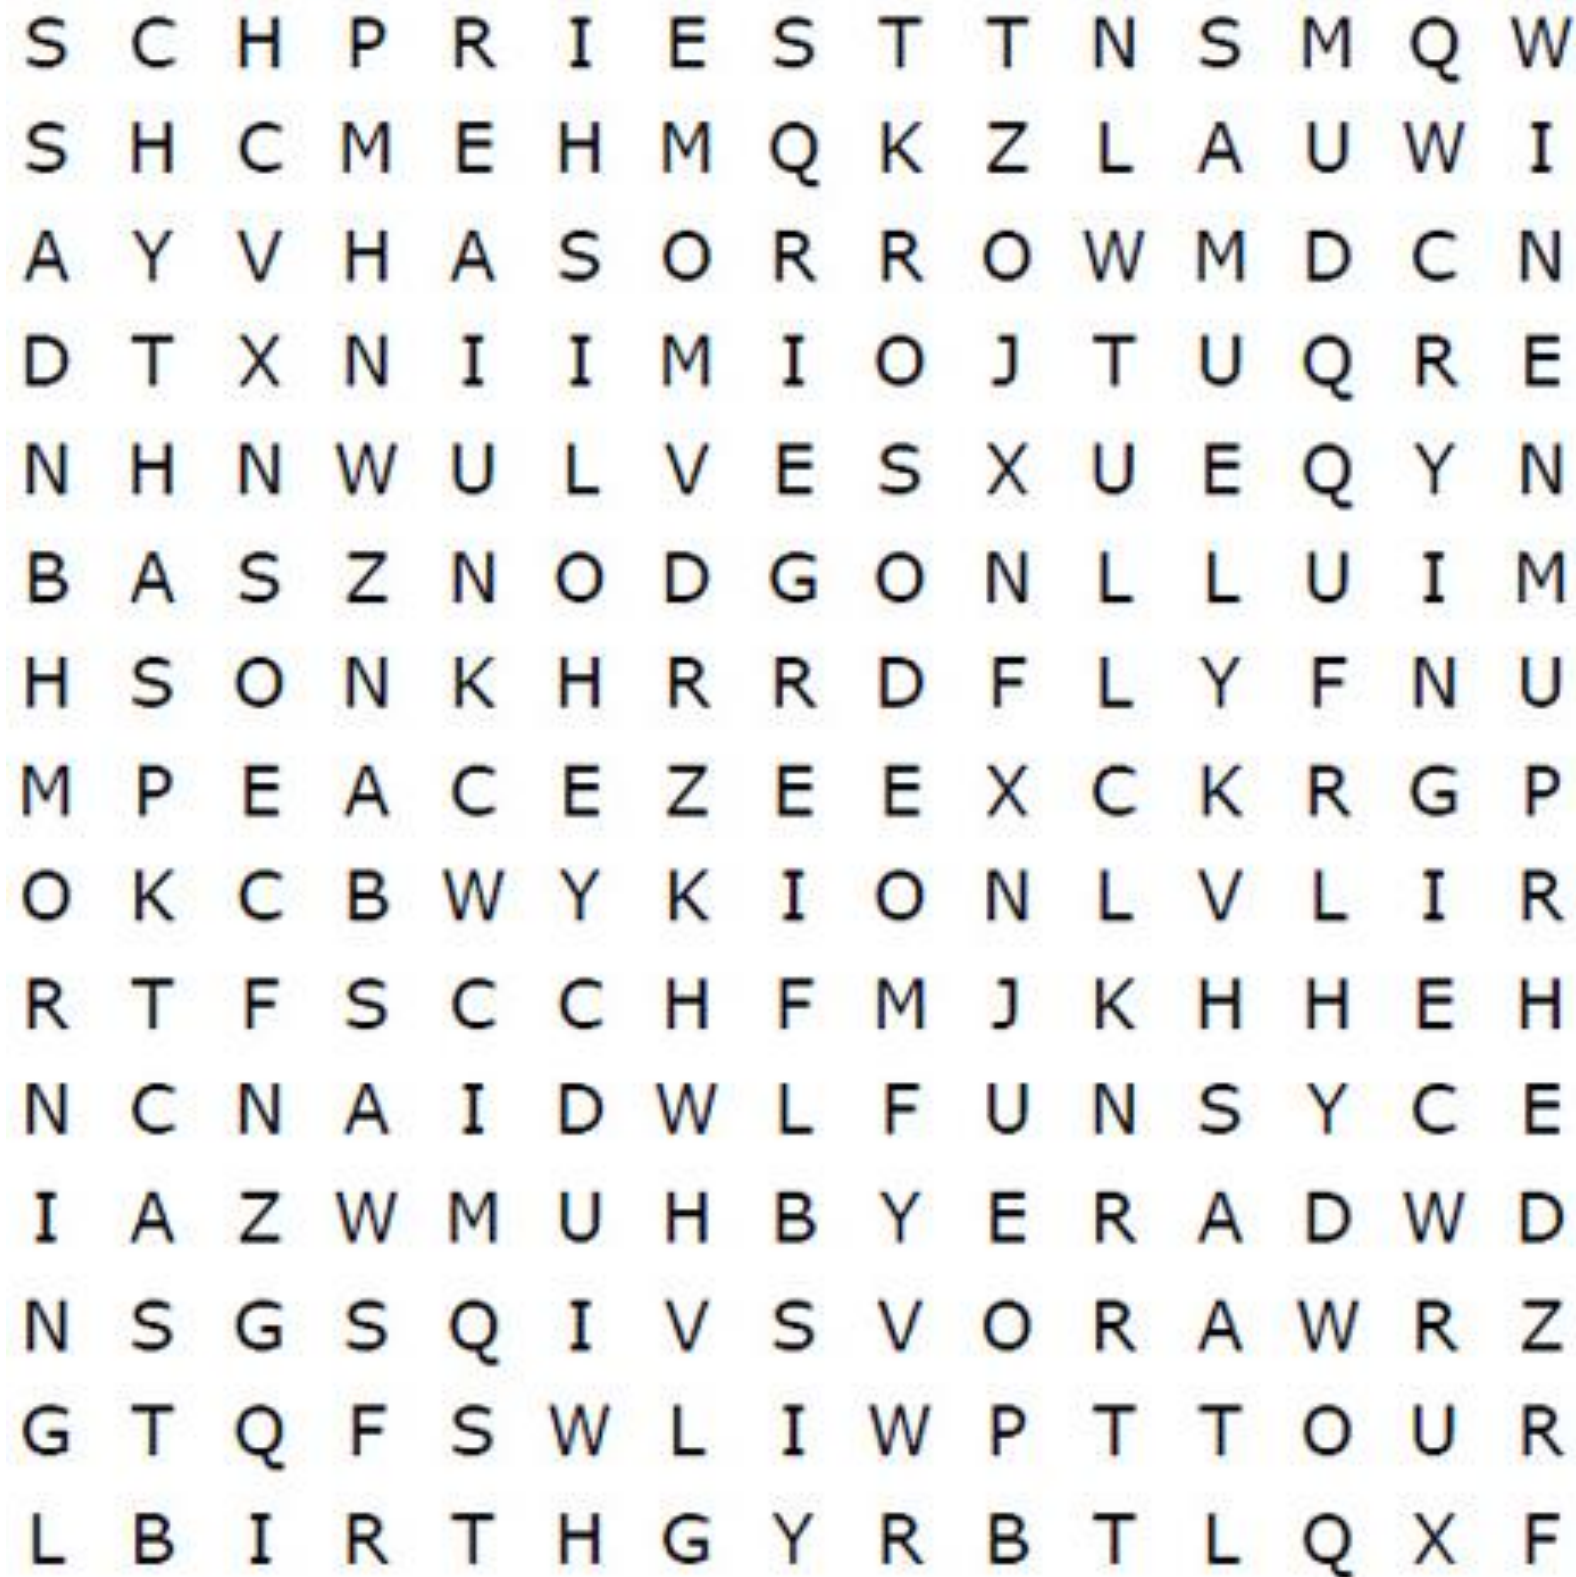 S C H P R I E S T T N S M Q W
S H C M E H M Q K Z L A U W I
A Y V H A S O R R O W M D C N
D T X N I I M I O J T U Q R E
N H N W U L V E S X U E Q Y N
B A S Z N O D G O N L L U I M
H S O N K H R R D F L Y F N U
M P E A C E Z E E X C K R G P
O K C B W Y K I O N L V L I R
R T F S C C H F M J K H H E H
N C N A I D W L F U N S Y C E
I A Z W M U H B Y E R A D W D
N S G S Q I V S V O R A W R Z
G T Q F S W L I W P T T O U R
L B I R T H G Y R B T L Q X F